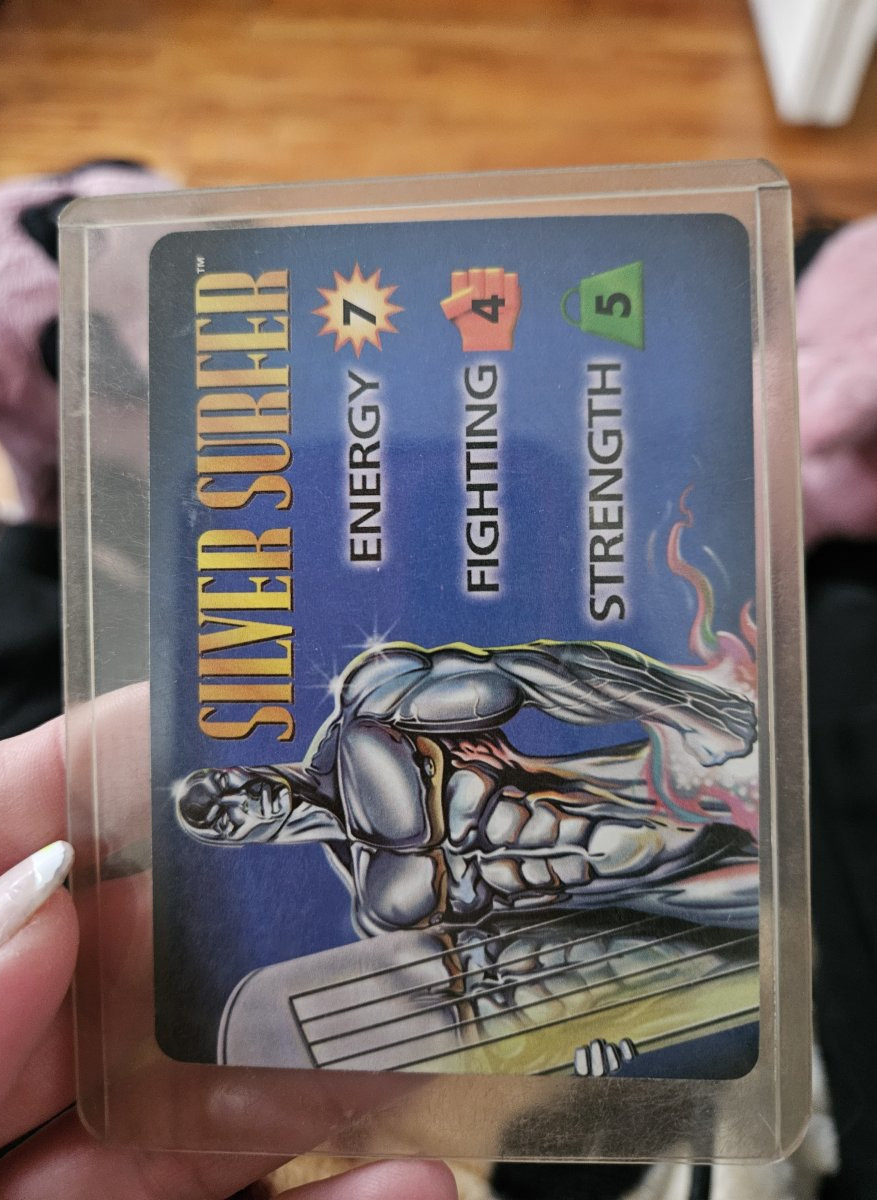 SILVER SURFER™
ENERGY 7
FIGHTING 4
STRENGTH 5